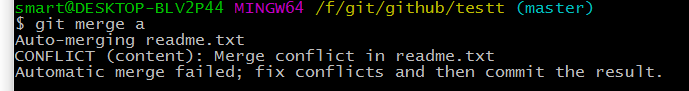 smart@DESKTOP-BLV2P44 MINGW64 /f/git/github/testt (master)
$ git merge a
Auto-merging readme.txt
CONFLICT (content): Merge conflict in readme.txt
Automatic merge failed; fix conflicts and then commit the result.